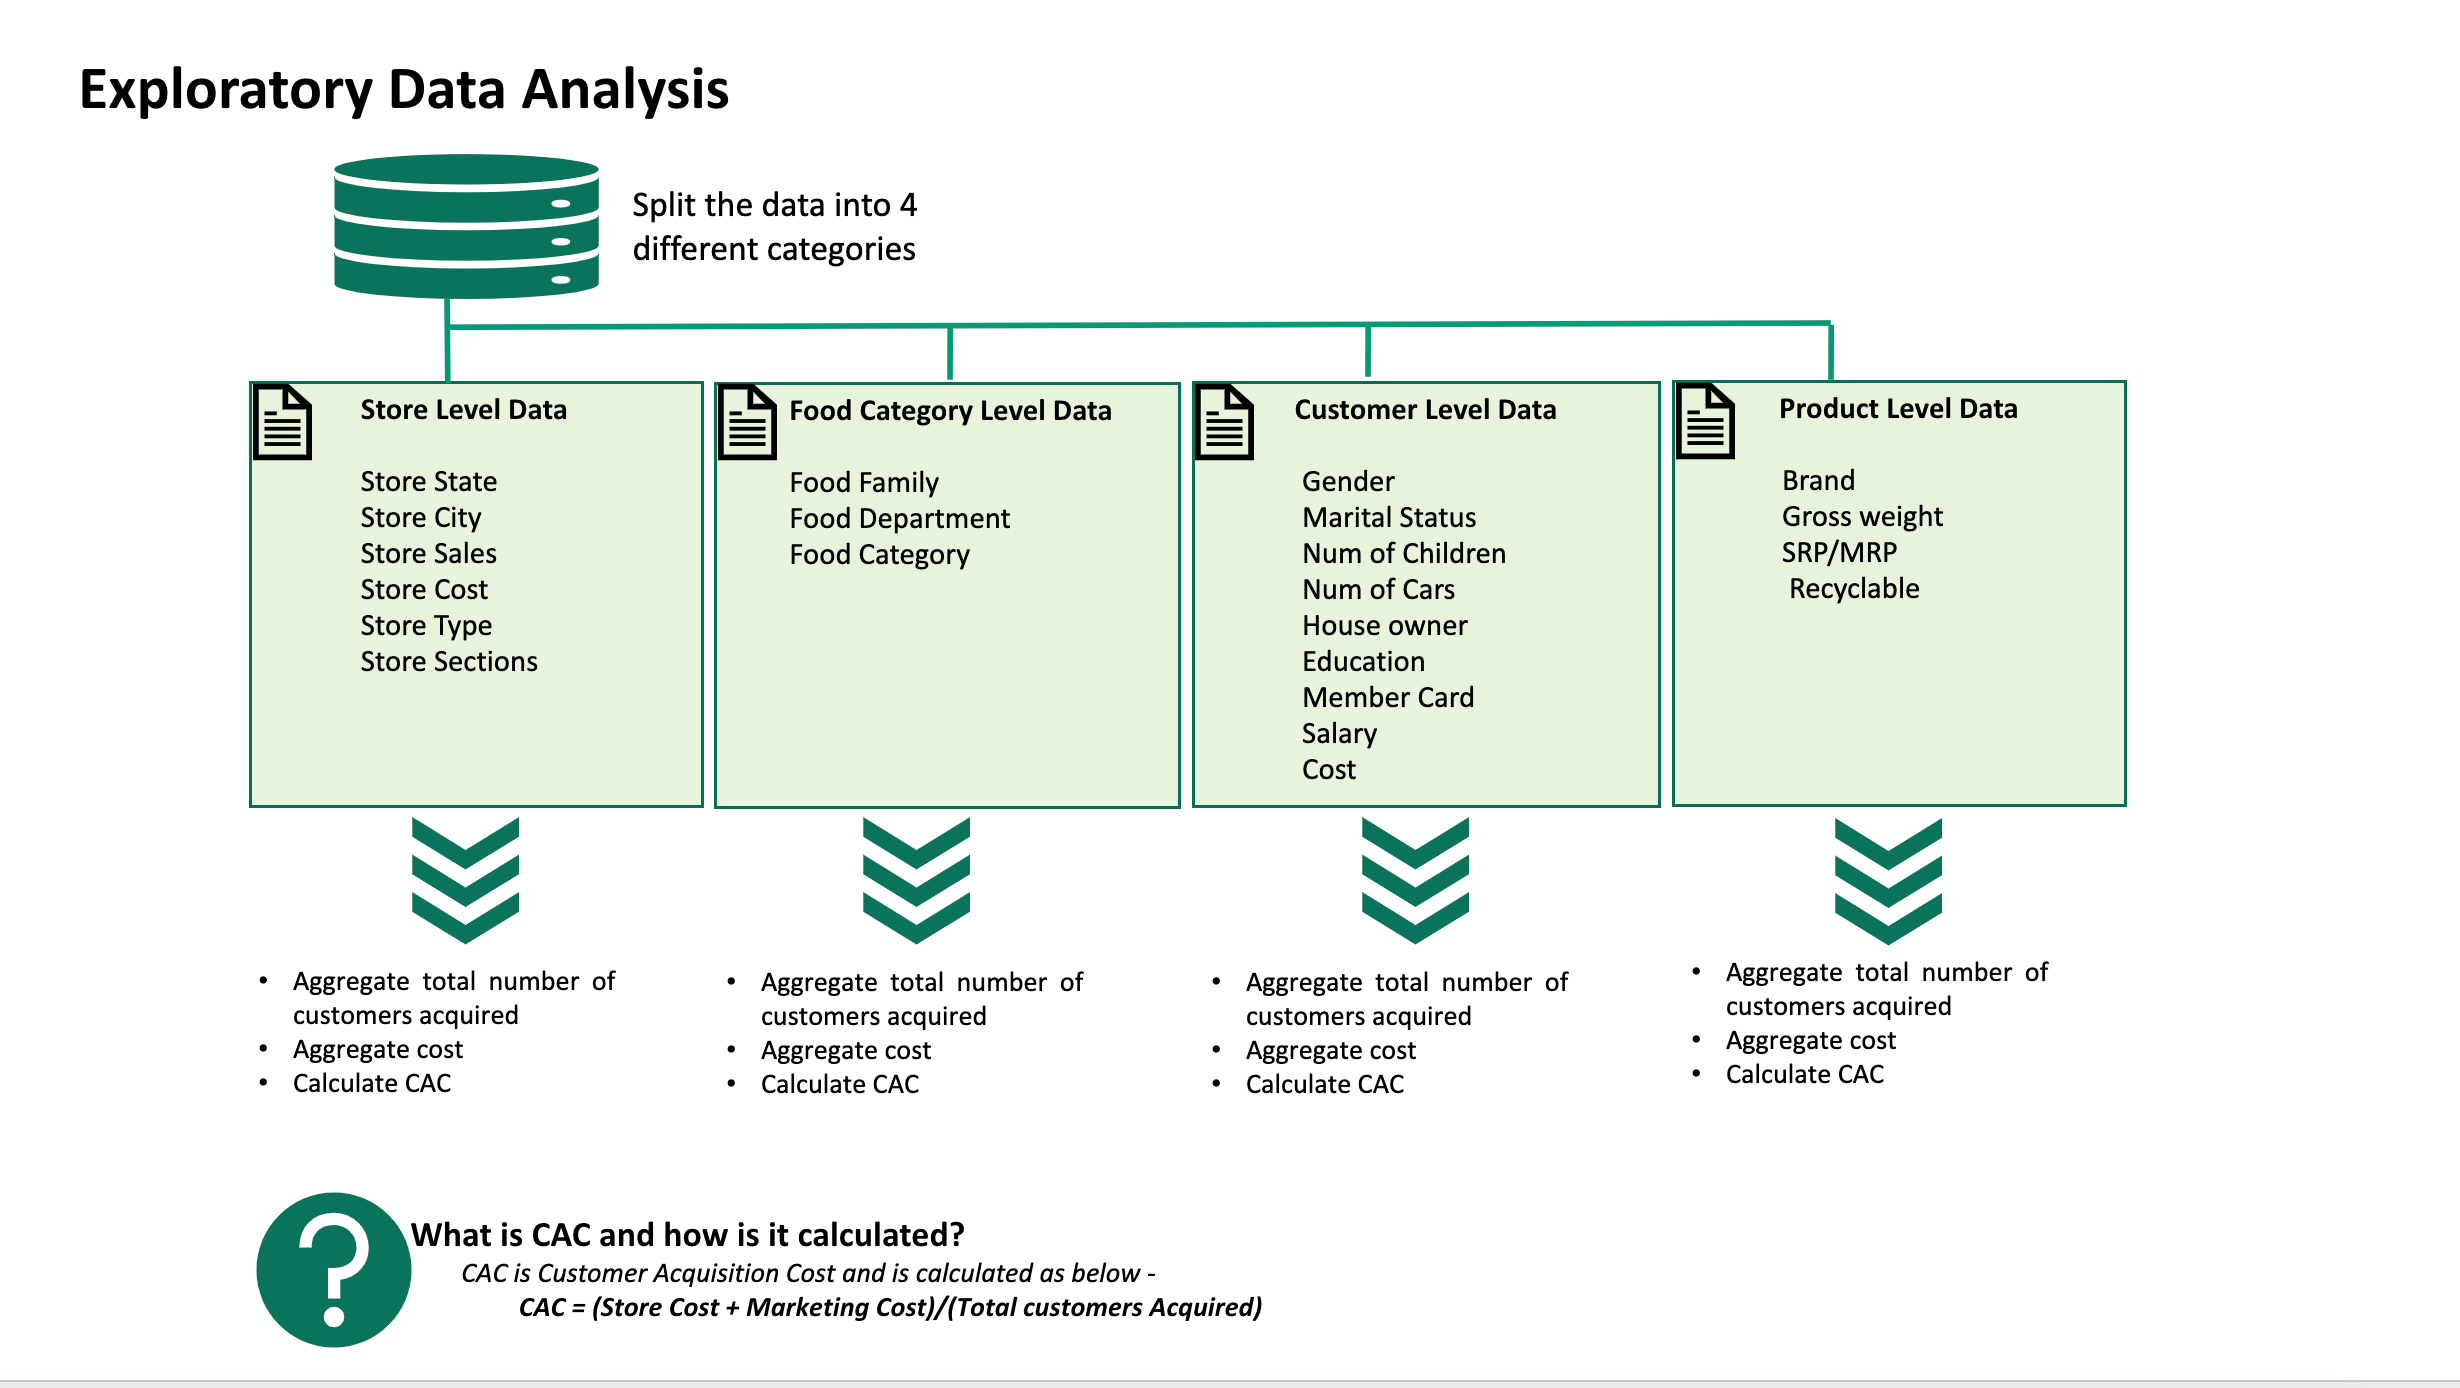 Exploratory Data Analysis
Split the data into 4
different categories
Store Level Data
Store State
Store City
Store Sales
Store Cost
Store Type
Store Sections
Food Category Level Data
Food Family
Food Department
Food Category
Customer Level Data
Gender
Marital Status
Num of Children
Num of Cars
House owner
Education
Member Card
Salary
Cost
Product Level Data
Brand
Gross weight
SRP/MRP
Recyclable
• Aggregate total number of
customers acquired
• Aggregate cost
• Calculate CAC
• Aggregate total number of
customers acquired
• Aggregate cost
• Calculate CAC
• Aggregate total number of
customers acquired
• Aggregate cost
• Calculate CAC
• Aggregate total number of
customers acquired
• Aggregate cost
• Calculate CAC
What is CAC and how is it calculated?
CAC is Customer Acquisition Cost and is calculated as below -
CAC = (Store Cost + Marketing Cost)/(Total customers Acquired)